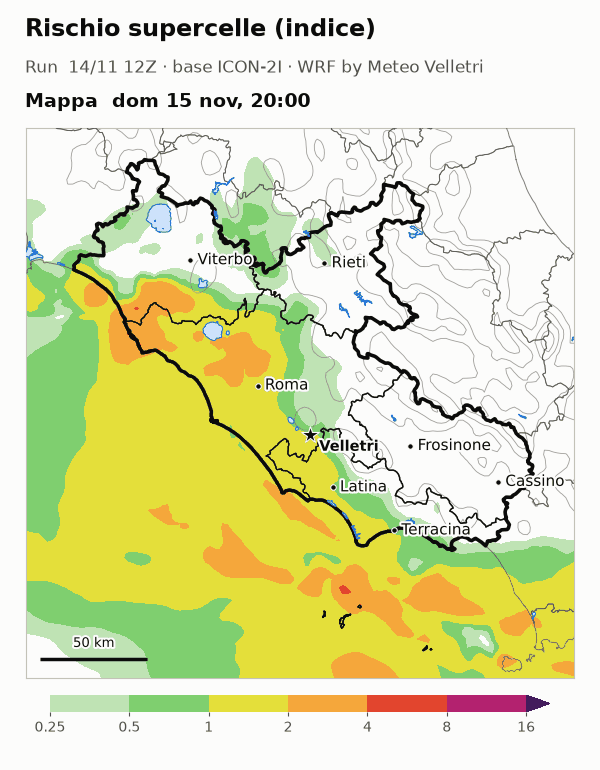 Rischio supercelle (indice)
Run  14/11 12Z · base ICON-2I · WRF by Meteo Velletri
Mappa  dom 15 nov, 20:00
Viterbo
Rieti
Roma
Velletri
Frosinone
Latina
Cassino
Terracina
50 km
0.25 0.5 1 2 4 8 16